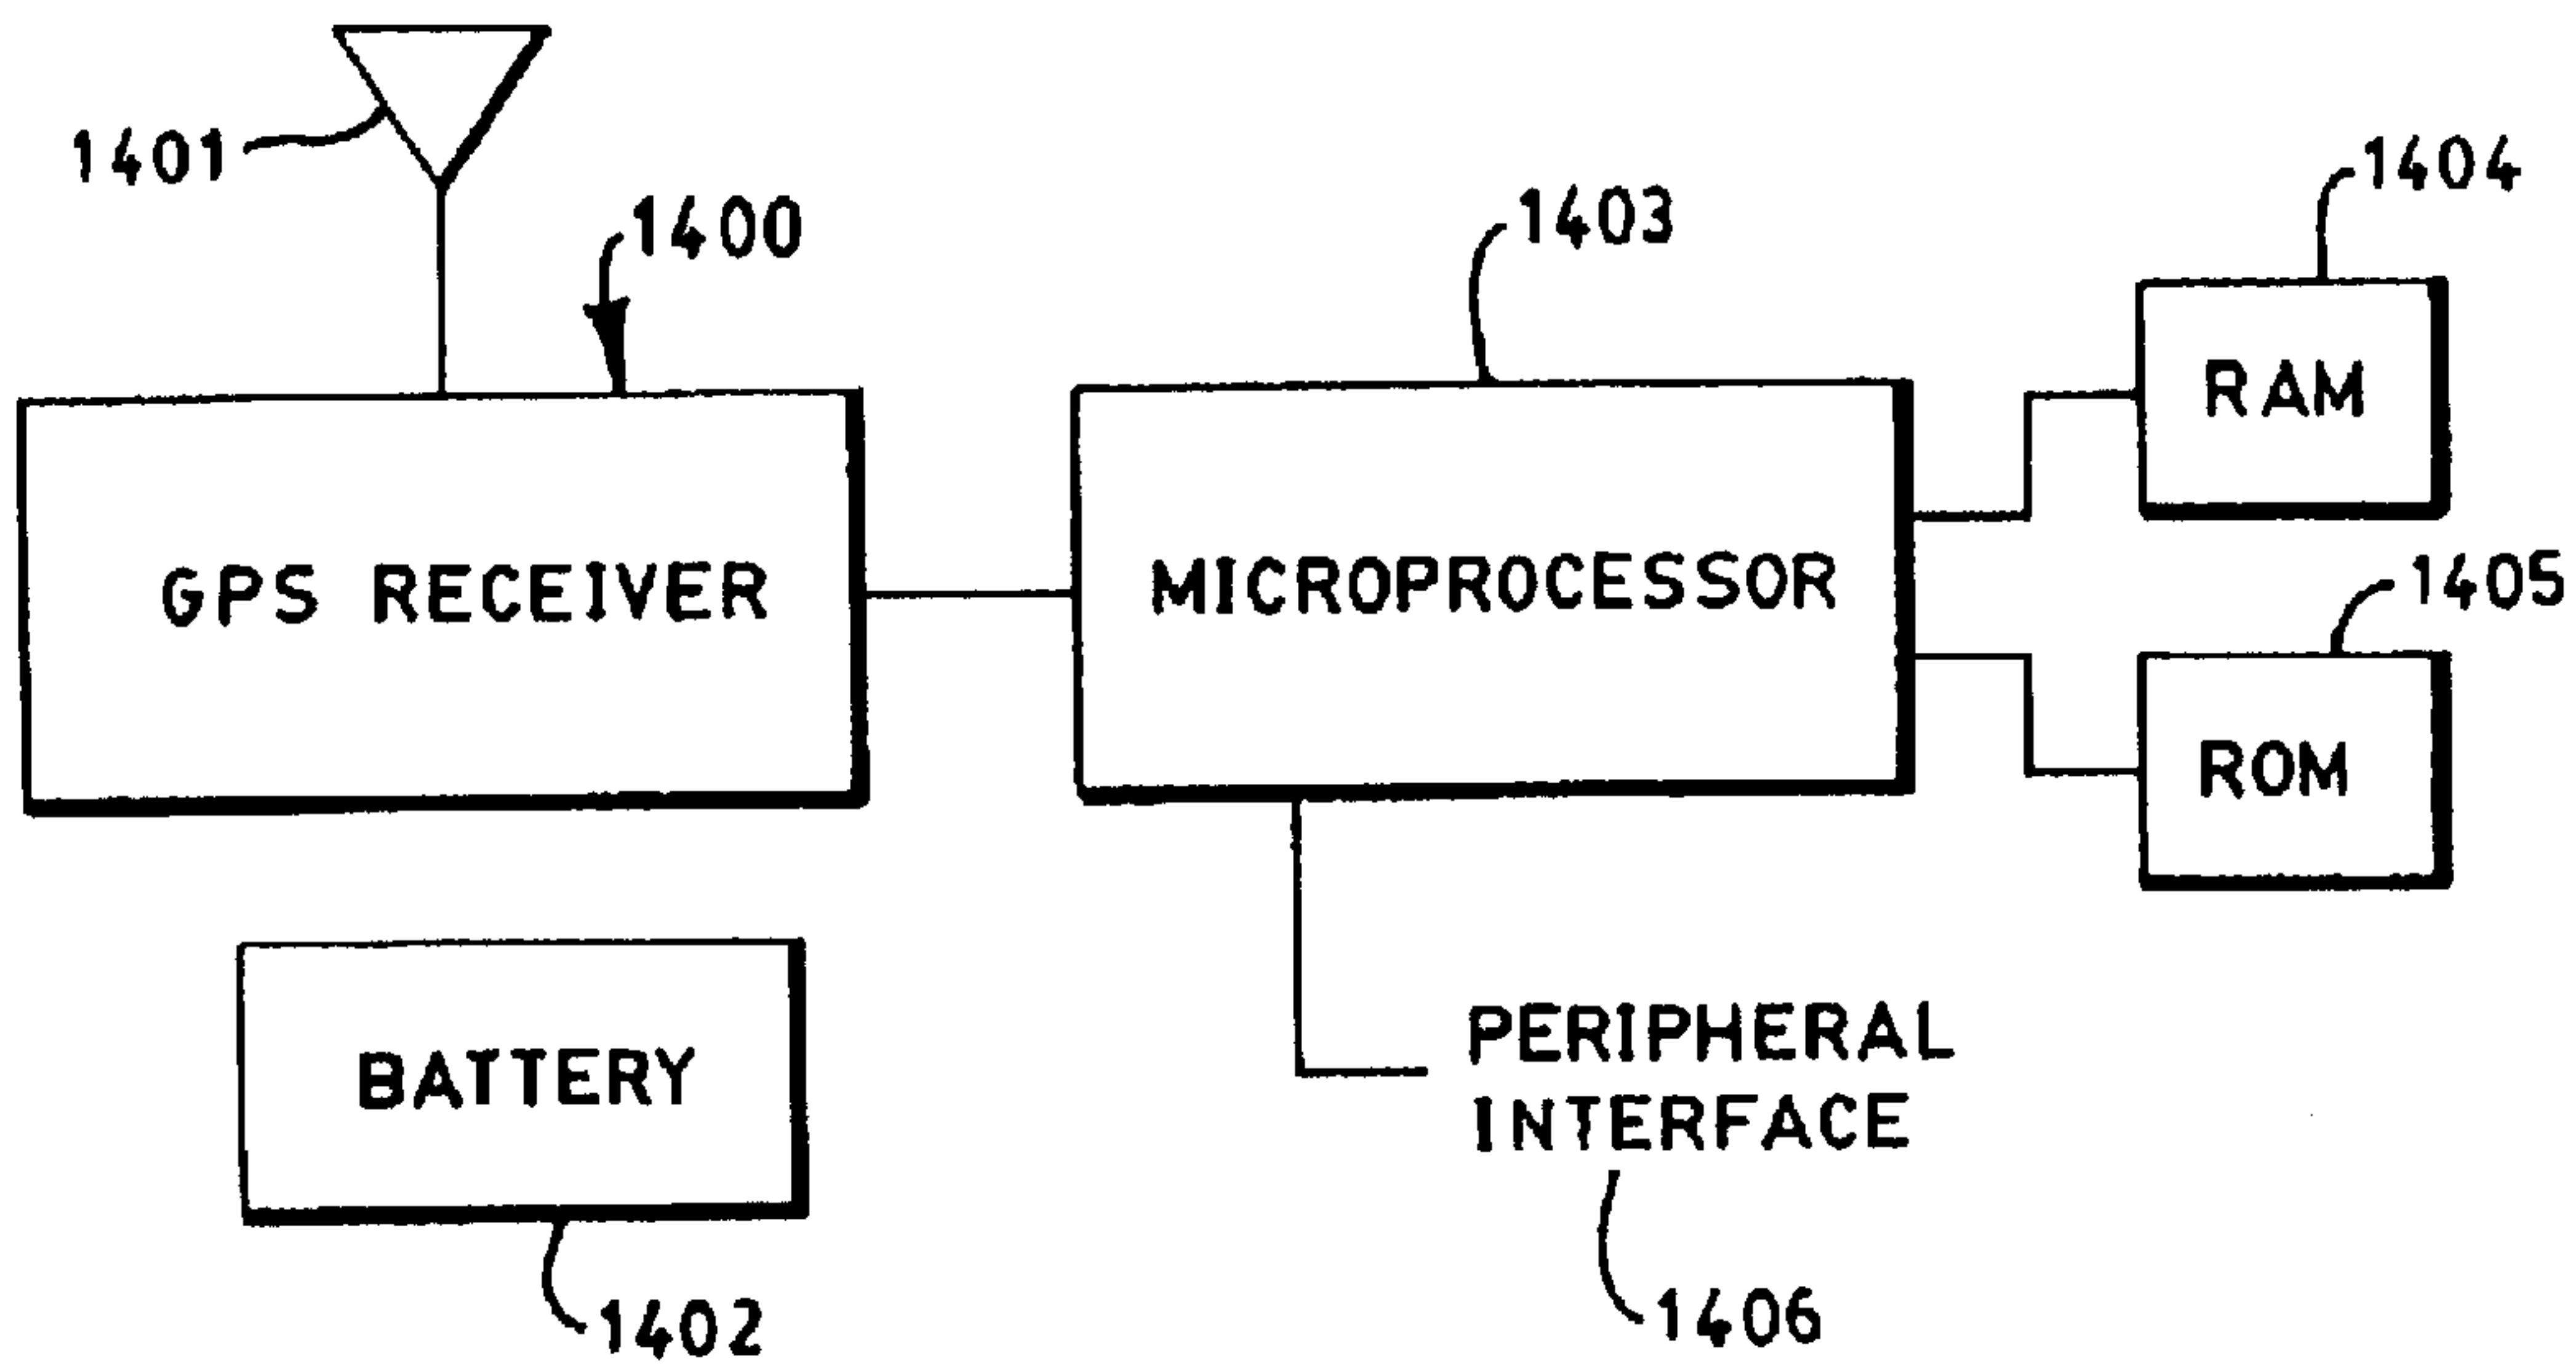 1401
1400
1403
1404
RAM
GPS RECEIVER
MICROPROCESSOR
1405
ROM
BATTERY
PERIPHERAL
INTERFACE
1402
1406